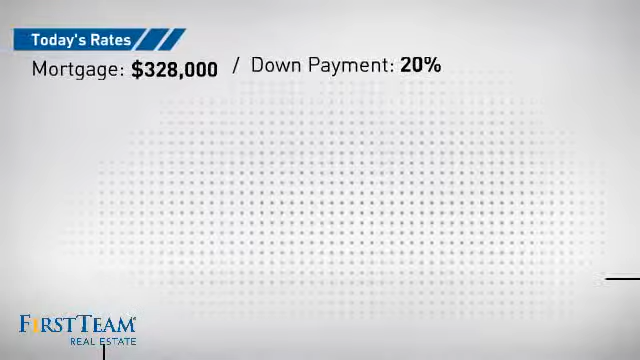 Today's Rates
Mortgage: $328,000 / Down Payment: 20%
FIRSTTEAM®
REAL ESTATE